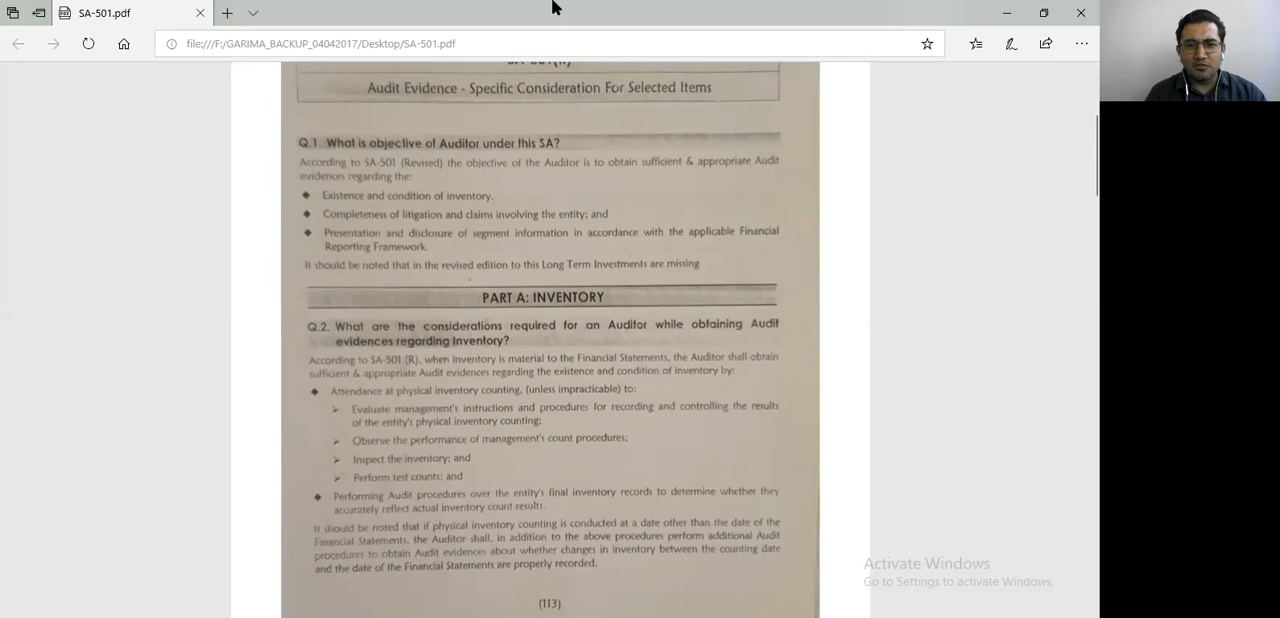 SA-501.pdf
file:///F:/GARIMA_BACKUP_04042017/Desktop/SA-501.pdf
SA-501(R)
Audit Evidence - Specific Consideration For Selected Items
Q.1. What is objective of Auditor under this SA?
According to SA-501 (Revised) the objective of the Auditor is to obtain sufficient & appropriate Audit
evidences regarding the:
◆ Existence and condition of inventory.
◆ Completeness of litigation and claims involving the entity; and
◆ Presentation and disclosure of segment information in accordance with the applicable Financial
Reporting Framework.
It should be noted that in the revised edition to this Long Term Investments are missing
PART A: INVENTORY
Q.2. What are the considerations required for an Auditor while obtaining Audit
evidences regarding Inventory?
According to SA-501 (R), when inventory is material to the Financial Statements, the Auditor shall obtain
sufficient & appropriate Audit evidences regarding the existence and condition of inventory by:
◆ Attendance at physical inventory counting, (unless impracticable) to:
➢ Evaluate management's instructions and procedures for recording and controlling the results
of the entity's physical inventory counting;
➢ Observe the performance of management's count procedures;
➢ Inspect the inventory; and
➢ Perform test counts; and
◆ Performing Audit procedures over the entity's final inventory records to determine whether they
accurately reflect actual inventory count results.
It should be noted that if physical inventory counting is conducted at a date other than the date of the
Financial Statements, the Auditor shall, in addition to the above procedures perform additional Audit
procedures to obtain Audit evidences about whether changes in inventory between the counting date
and the date of the Financial Statements are properly recorded.
(113)
Activate Windows
Go to Settings to activate Windows.